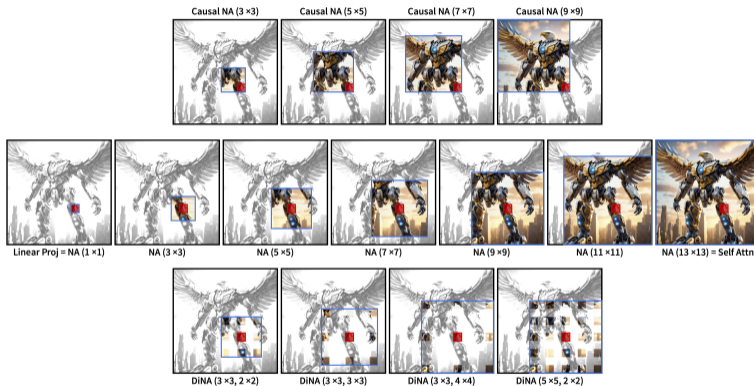 Causal NA (3 ×3) Causal NA (5 ×5) Causal NA (7 ×7) Causal NA (9 ×9)
Linear Proj = NA (1 ×1) NA (3 ×3) NA (5 ×5) NA (7 ×7) NA (9 ×9) NA (11 ×11) NA (13 ×13) = Self Attn
DiNA (3 ×3, 2 ×2) DiNA (3 ×3, 3 ×3) DiNA (3 ×3, 4 ×4) DiNA (5 ×5, 2 ×2)